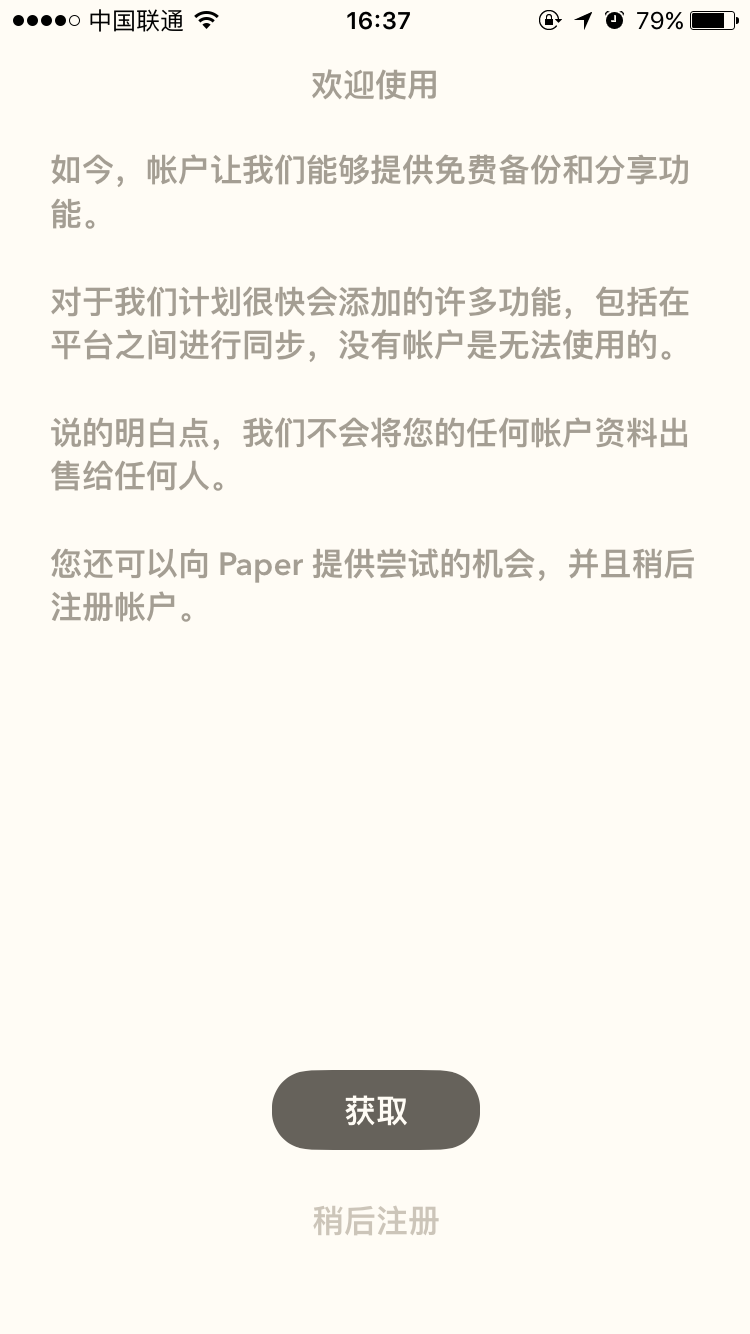 中国联通 16:37 79%
欢迎使用
如今，帐户让我们能够提供免费备份和分享功
能。
对于我们计划很快会添加的许多功能，包括在
平台之间进行同步，没有帐户是无法使用的。
说的明白点，我们不会将您的任何帐户资料出
售给任何人。
您还可以向 Paper 提供尝试的机会，并且稍后
注册帐户。
获取
稍后注册